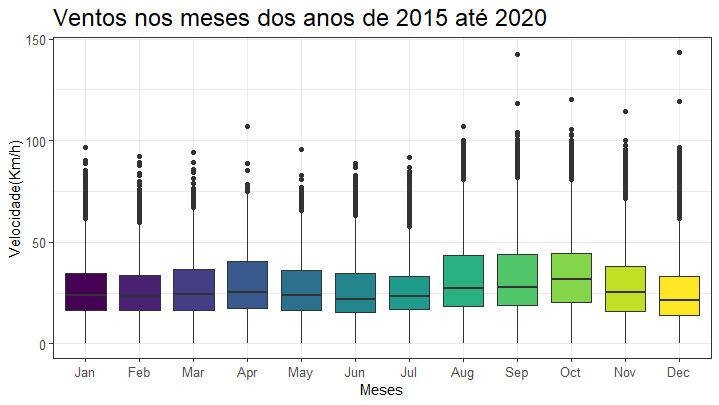 Ventos nos meses dos anos de 2015 até 2020
Velocidade(Km/h)
150
100
50
0
Jan Feb Mar Apr May Jun Jul Aug Sep Oct Nov Dec
Meses